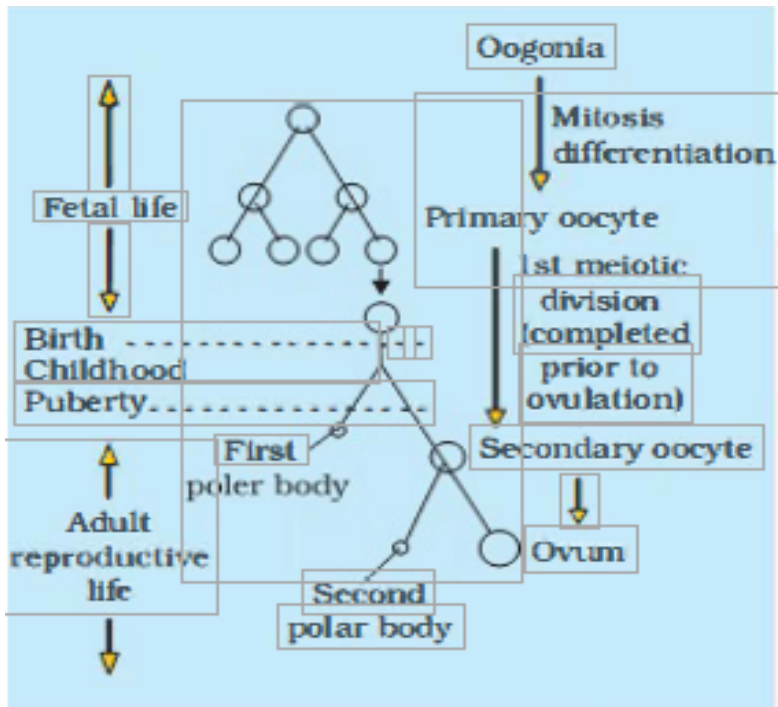 Oogonia
Mitosis
differentiation
Fetal life
Primary oocyte
1st meiotic
division
(completed
prior to
ovulation)
Birth
Childhood
Puberty
First
poler body
Secondary oocyte
Adult
reproductive
life
Ovum
Second
polar body